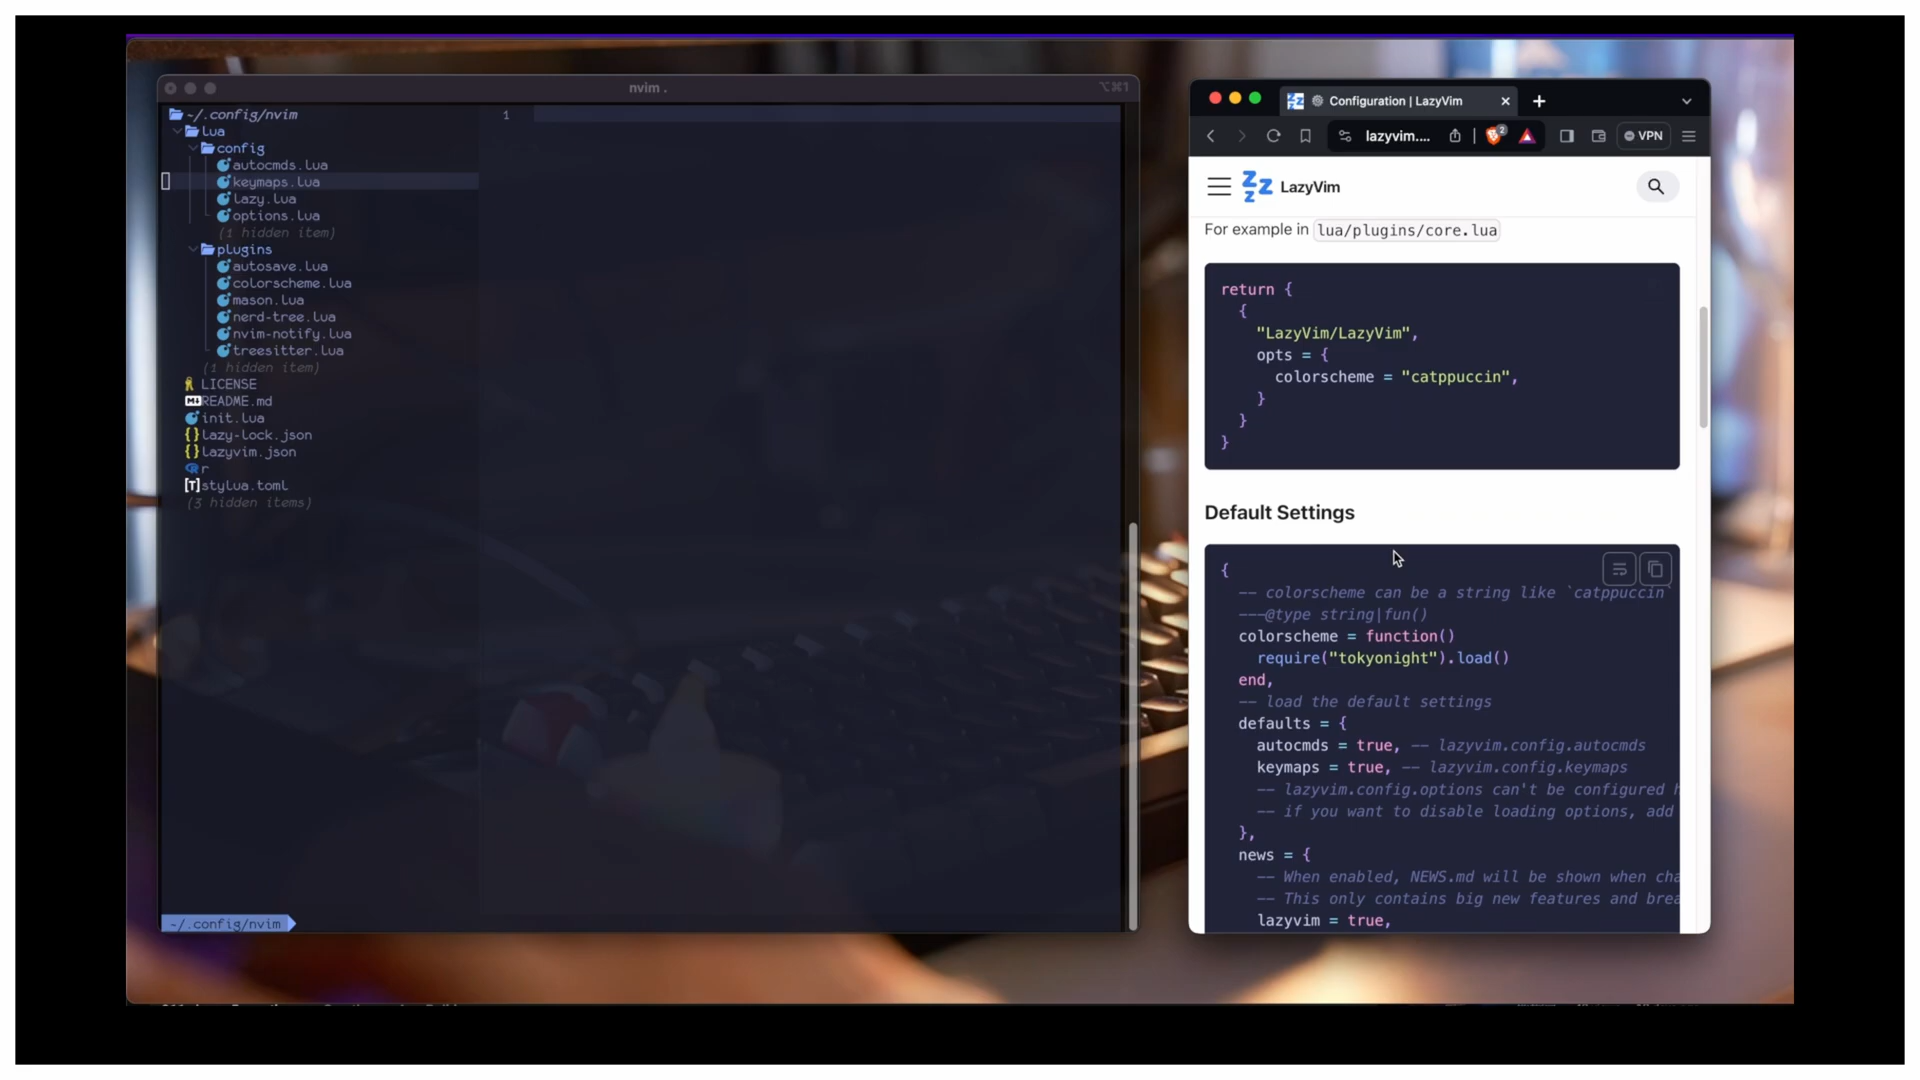 nvim .
⌥⌘1
~/.config/nvim
lua
config
autocmds.lua
keymaps.lua
lazy.lua
options.lua
(1 hidden item)
plugins
autosave.lua
colorscheme.lua
mason.lua
nerd-tree.lua
nvim-notify.lua
treesitter.lua
(1 hidden item)
LICENSE
README.md
init.lua
lazy-lock.json
lazyvim.json
r
stylua.toml
(3 hidden items)
~/.config/nvim
1
Configuration | LazyVim
lazyvim....
2
VPN
LazyVim
For example in lua/plugins/core.lua
return {
{
"LazyVim/LazyVim",
opts = {
colorscheme = "catppuccin",
}
}
}
Default Settings
{
-- colorscheme can be a string like `catppuccin`
---@type string|fun()
colorscheme = function()
require("tokyonight").load()
end,
-- load the default settings
defaults = {
autocmds = true, -- lazyvim.config.autocmds
keymaps = true, -- lazyvim.config.keymaps
-- lazyvim.config.options can't be configured
-- if you want to disable loading options, add
},
news = {
-- When enabled, NEWS.md will be shown when
-- This only contains big new features and
lazyvim = true,